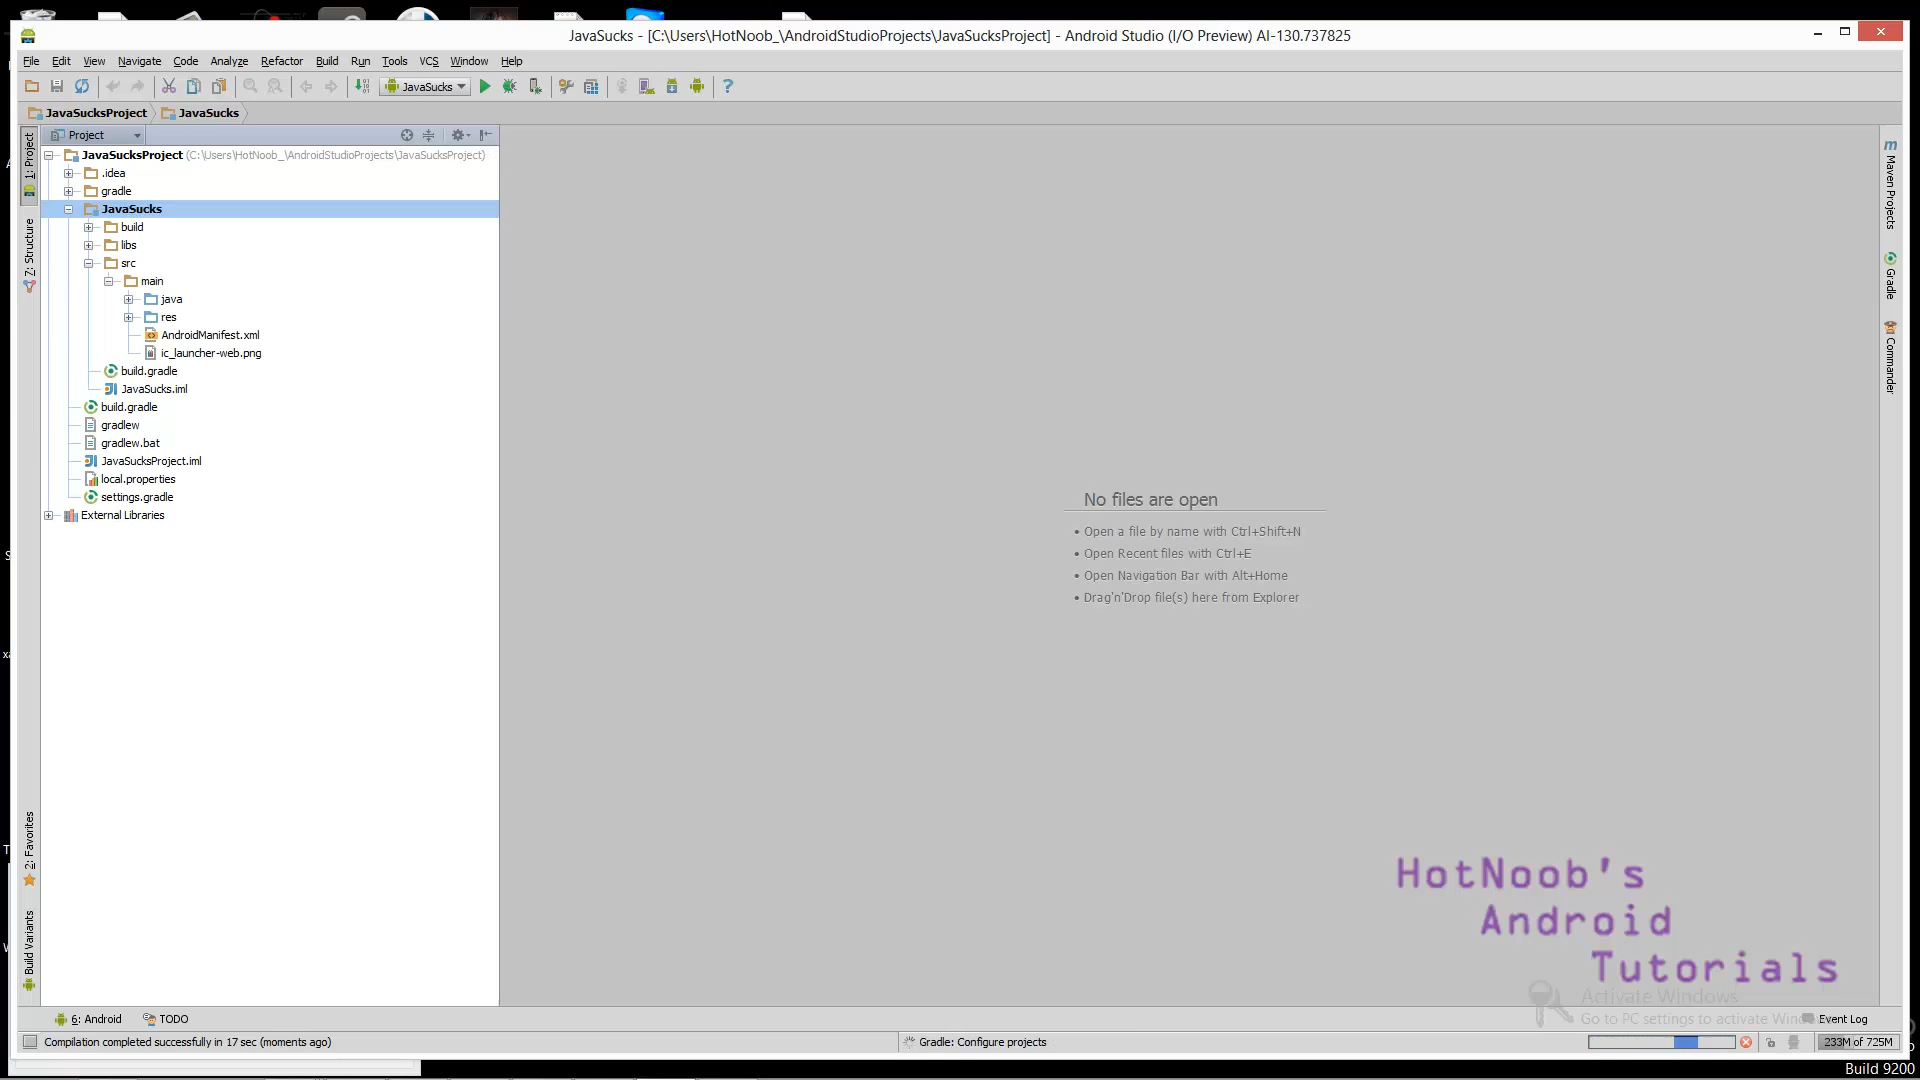 JavaSucks - [C:\Users\HotNoob_\AndroidStudioProjects\JavaSucksProject] - Android Studio (I/O Preview) AI-130.737825
File Edit View Navigate Code Analyze Refactor Build Run Tools VCS Window Help
JavaSucks
JavaSucksProject JavaSucks
Project
JavaSucksProject (C:\Users\HotNoob_\AndroidStudioProjects\JavaSucksProject)
.idea
gradle
JavaSucks
build
libs
src
main
java
res
AndroidManifest.xml
ic_launcher-web.png
build.gradle
JavaSucks.iml
build.gradle
gradlew
gradlew.bat
JavaSucksProject.iml
local.properties
settings.gradle
External Libraries
1: Project
7: Structure
2: Favorites
Build Variants
No files are open
• Open a file by name with Ctrl+Shift+N
• Open Recent files with Ctrl+E
• Open Navigation Bar with Alt+Home
• Drag'n'Drop file(s) here from Explorer
Maven Projects
Gradle
Commander
HotNoob's
Android
Tutorials
Activate Windows
Go to PC settings to activate
6: Android TODO Event Log
Compilation completed successfully in 17 sec (moments ago) Gradle: Configure projects 233M of 725M
Build 9200